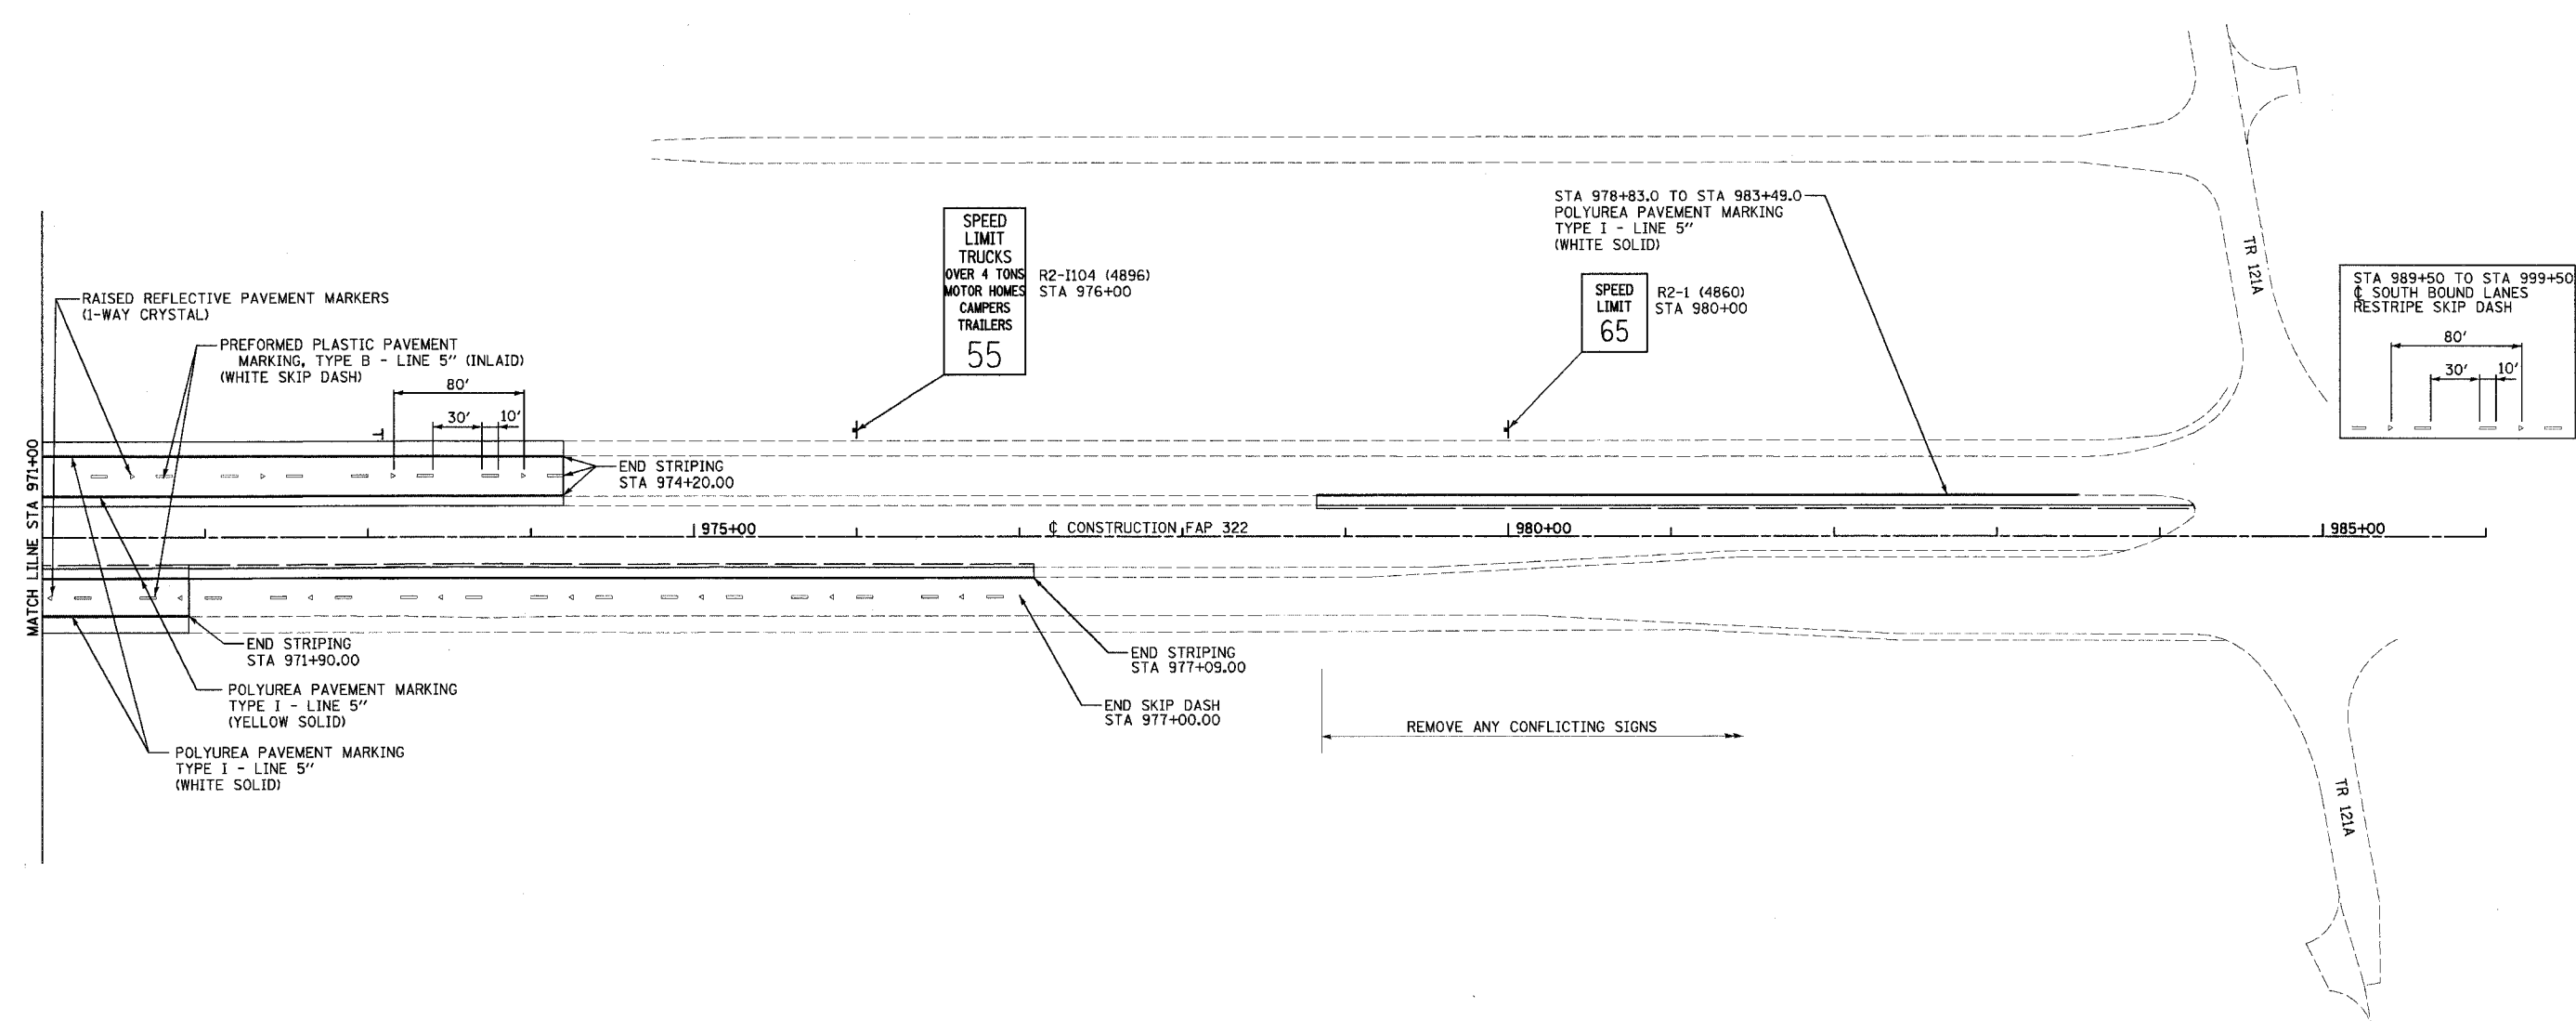 SPEED
LIMIT
TRUCKS
OVER 4 TONS
MOTOR HOMES
CAMPERS
TRAILERS
55
R2-I104 (4896)
STA 976+00
STA 978+83.0 TO STA 983+49.0
POLYUREA PAVEMENT MARKING
TYPE I - LINE 5"
(WHITE SOLID)
SPEED
LIMIT
65
R2-1 (4860)
STA 980+00
TR 121A
STA 989+50 TO STA 999+50
℄ SOUTH BOUND LANES
RESTRIPE SKIP DASH
80'
30' 10'
RAISED REFLECTIVE PAVEMENT MARKERS
(1-WAY CRYSTAL)
PREFORMED PLASTIC PAVEMENT
MARKING, TYPE B - LINE 5" (INLAID)
(WHITE SKIP DASH)
80'
30' 10'
MATCH LILNE STA 971+00
END STRIPING
STA 974+20.00
975+00
℄ CONSTRUCTION FAP 322
980+00
985+00
END STRIPING
STA 971+90.00
POLYUREA PAVEMENT MARKING
TYPE I - LINE 5"
(YELLOW SOLID)
POLYUREA PAVEMENT MARKING
TYPE I - LINE 5"
(WHITE SOLID)
END STRIPING
STA 977+09.00
END SKIP DASH
STA 977+00.00
REMOVE ANY CONFLICTING SIGNS
TR 121A